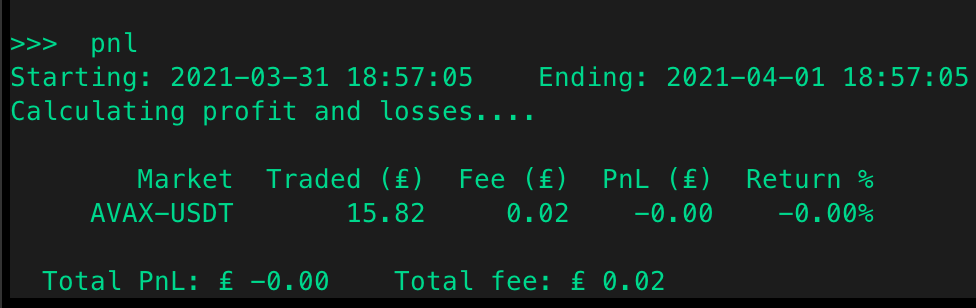 >>>  pnl
Starting: 2021-03-31 18:57:05    Ending: 2021-04-01 18:57:05
Calculating profit and losses....
Market  Traded (₤)  Fee (₤)  PnL (₤)  Return %
AVAX-USDT       15.82     0.02    -0.00    -0.00%
Total PnL: ₤ -0.00    Total fee: ₤ 0.02